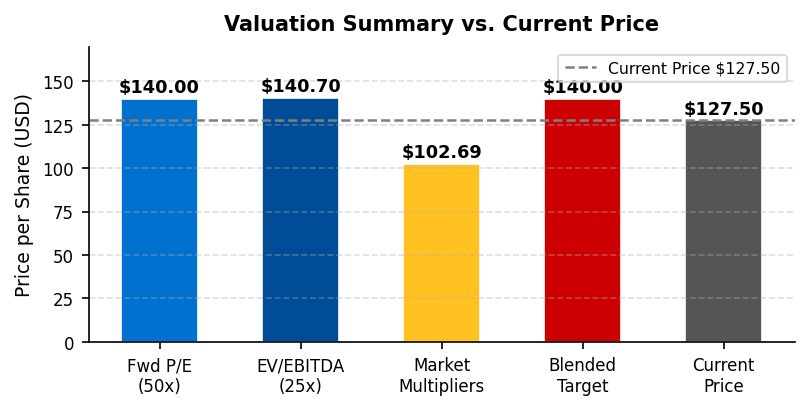 Valuation Summary vs. Current Price
Current Price $127.50
Price per Share (USD)
150
125
100
75
50
25
0
$140.00
$140.70
$102.69
$140.00
$127.50
Fwd P/E
(50x)
EV/EBITDA
(25x)
Market
Multipliers
Blended
Target
Current
Price